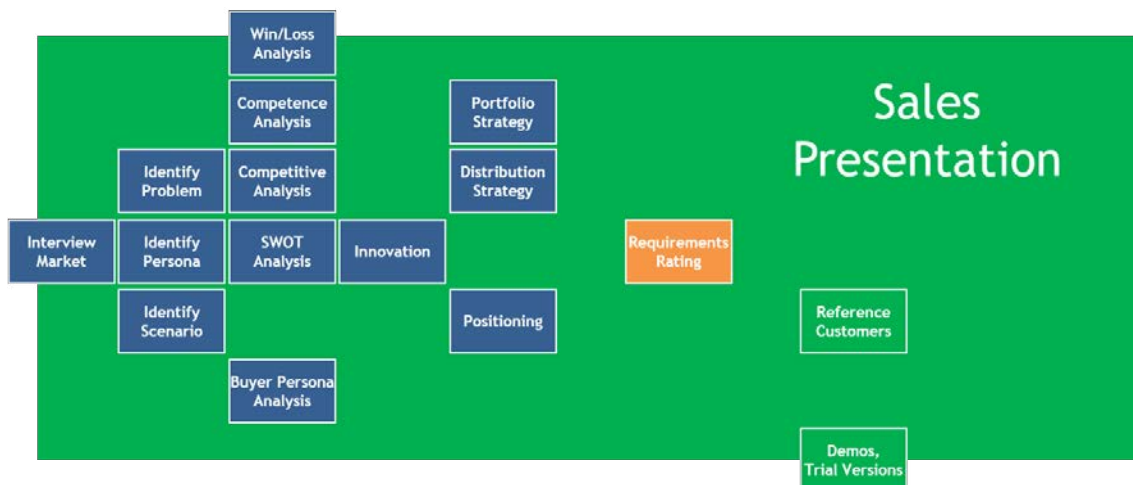 Win/Loss
Analysis
Competence
Analysis
Portfolio
Strategy
Sales
Presentation
Identify
Problem
Competitive
Analysis
Distribution
Strategy
Interview
Market
Identify
Persona
SWOT
Analysis
Innovation
Requirements
Rating
Identify
Scenario
Positioning
Reference
Customers
Buyer Persona
Analysis
Demos,
Trial Versions